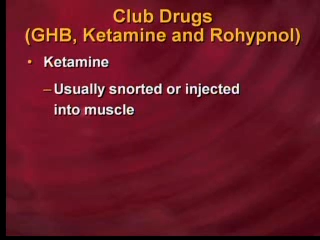 Club Drugs
(GHB, Ketamine and Rohypnol)
• Ketamine
– Usually snorted or injected
into muscle